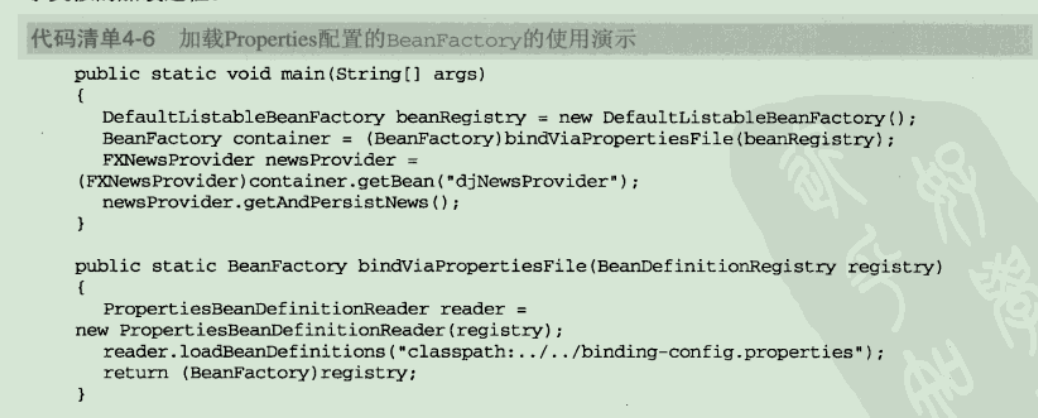 代码清单4-6 加载Properties配置的BeanFactory的使用演示
public static void main(String[] args)
{
DefaultListableBeanFactory beanRegistry = new DefaultListableBeanFactory();
BeanFactory container = (BeanFactory)bindViaPropertiesFile(beanRegistry);
FXNewsProvider newsProvider =
(FXNewsProvider)container.getBean("djNewsProvider");
newsProvider.getAndPersistNews();
}
public static BeanFactory bindViaPropertiesFile(BeanDefinitionRegistry registry)
{
PropertiesBeanDefinitionReader reader =
new PropertiesBeanDefinitionReader(registry);
reader.loadBeanDefinitions("classpath:../../binding-config.properties");
return (BeanFactory)registry;
}